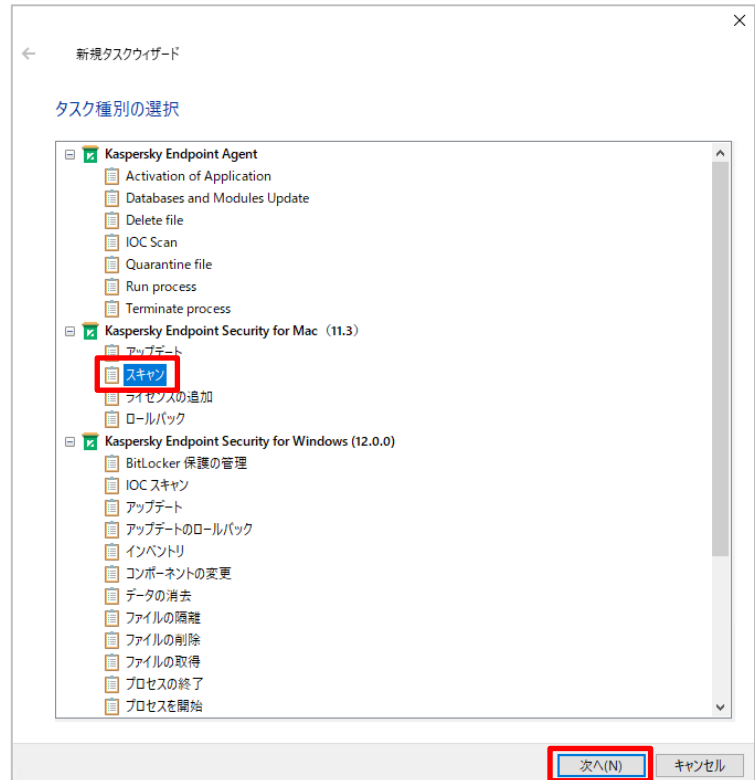 新規タスクウィザード
タスク種別の選択
Kaspersky Endpoint Agent
Activation of Application
Databases and Modules Update
Delete file
IOC Scan
Quarantine file
Run process
Terminate process
Kaspersky Endpoint Security for Mac（11.3）
アップデート
スキャン
ライセンスの追加
ロールバック
Kaspersky Endpoint Security for Windows (12.0.0)
BitLocker 保護の管理
IOC スキャン
アップデート
アップデートのロールバック
インベントリ
コンポーネントの変更
データの消去
ファイルの隔離
ファイルの削除
ファイルの取得
プロセスの終了
プロセスを開始
次へ(N) キャンセル